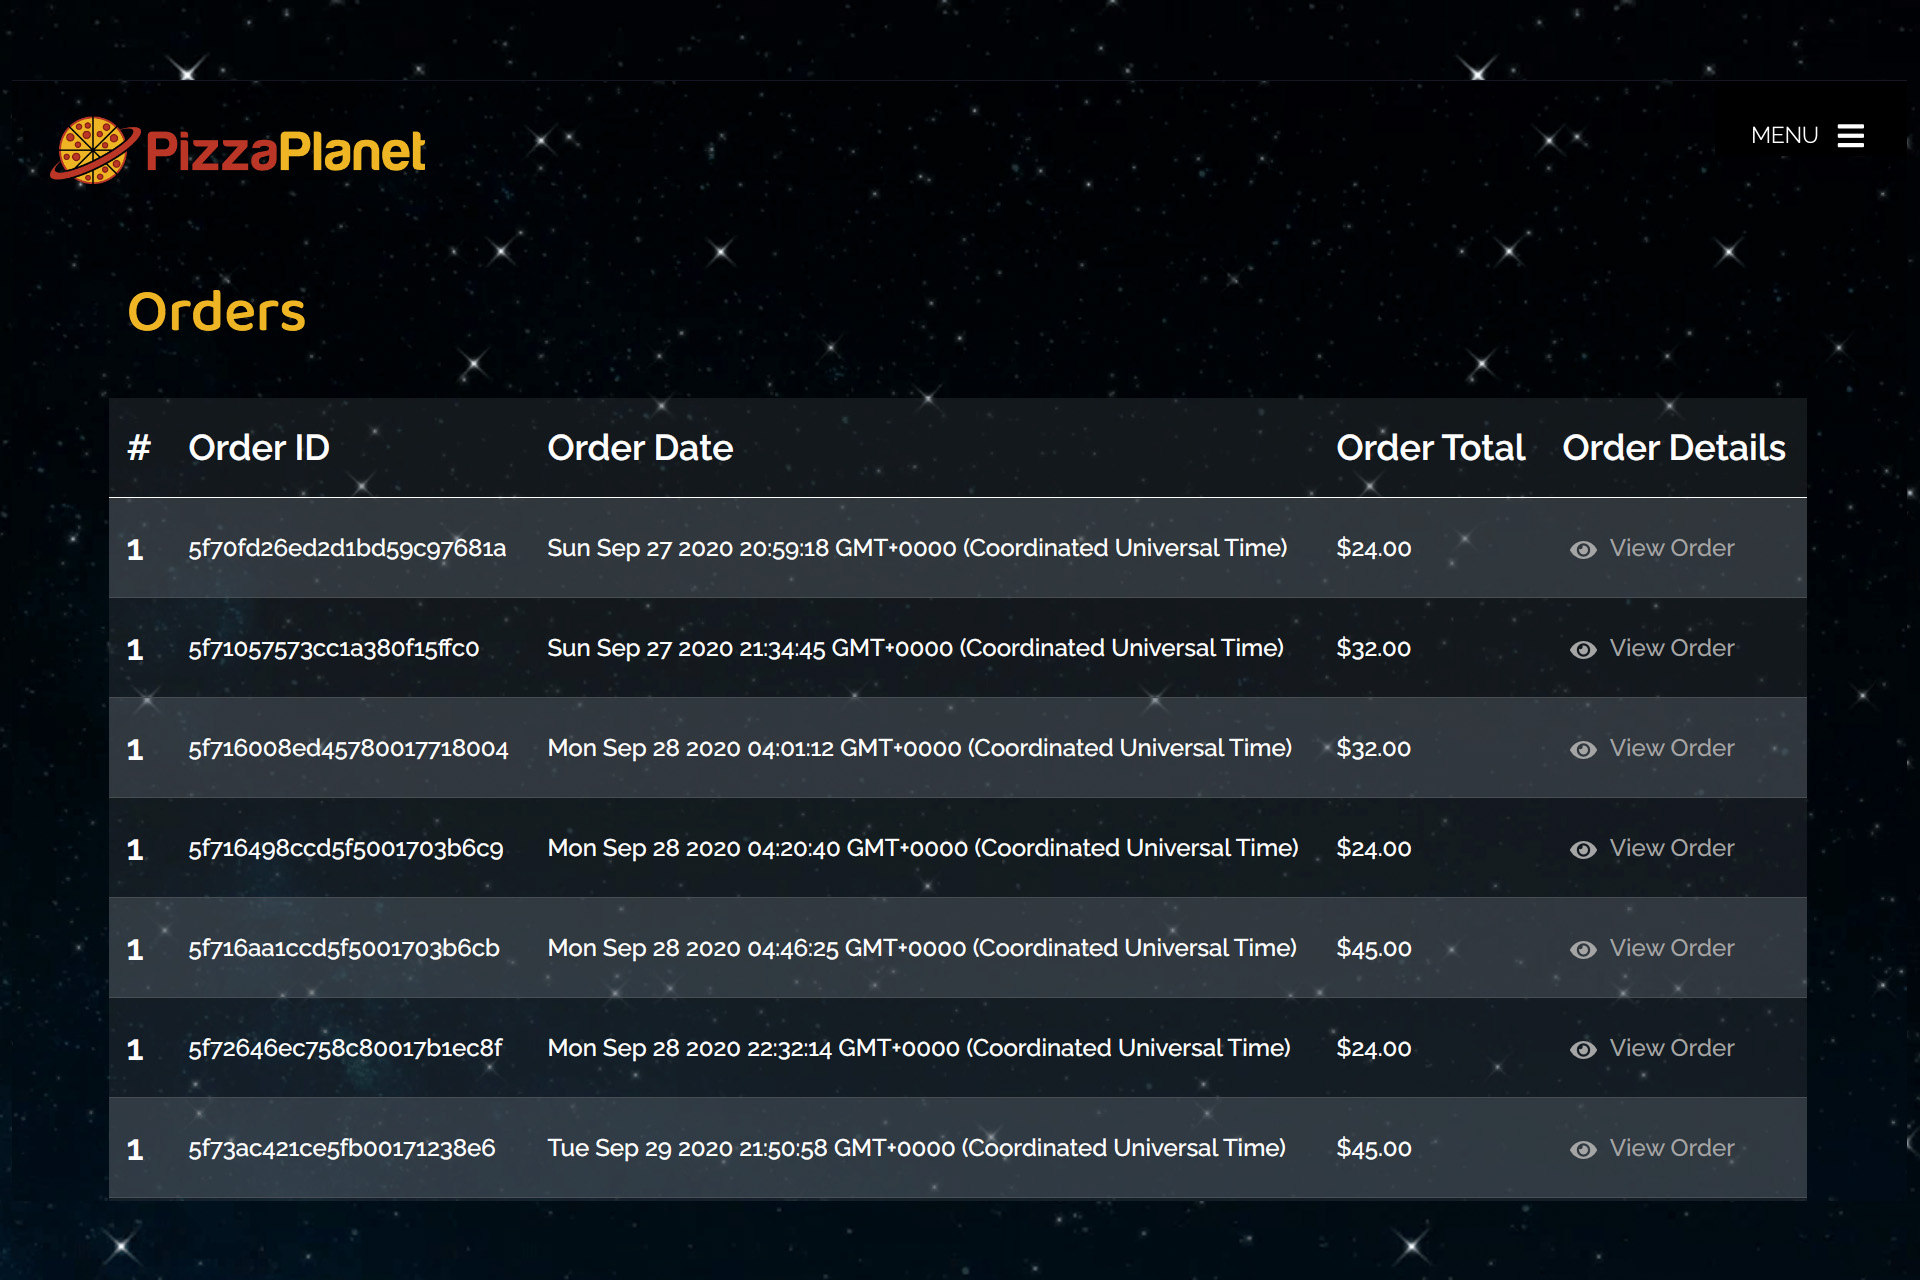 PizzaPlanet
MENU
Orders
# Order ID Order Date Order Total Order Details
1 5f70fd26ed2d1bd59c97681a Sun Sep 27 2020 20:59:18 GMT+0000 (Coordinated Universal Time) $24.00 View Order
1 5f71057573cc1a380f15ffc0 Sun Sep 27 2020 21:34:45 GMT+0000 (Coordinated Universal Time) $32.00 View Order
1 5f716008ed45780017718004 Mon Sep 28 2020 04:01:12 GMT+0000 (Coordinated Universal Time) $32.00 View Order
1 5f716498ccd5f5001703b6c9 Mon Sep 28 2020 04:20:40 GMT+0000 (Coordinated Universal Time) $24.00 View Order
1 5f716aa1ccd5f5001703b6cb Mon Sep 28 2020 04:46:25 GMT+0000 (Coordinated Universal Time) $45.00 View Order
1 5f72646ec758c80017b1ec8f Mon Sep 28 2020 22:32:14 GMT+0000 (Coordinated Universal Time) $24.00 View Order
1 5f73ac421ce5fb00171238e6 Tue Sep 29 2020 21:50:58 GMT+0000 (Coordinated Universal Time) $45.00 View Order